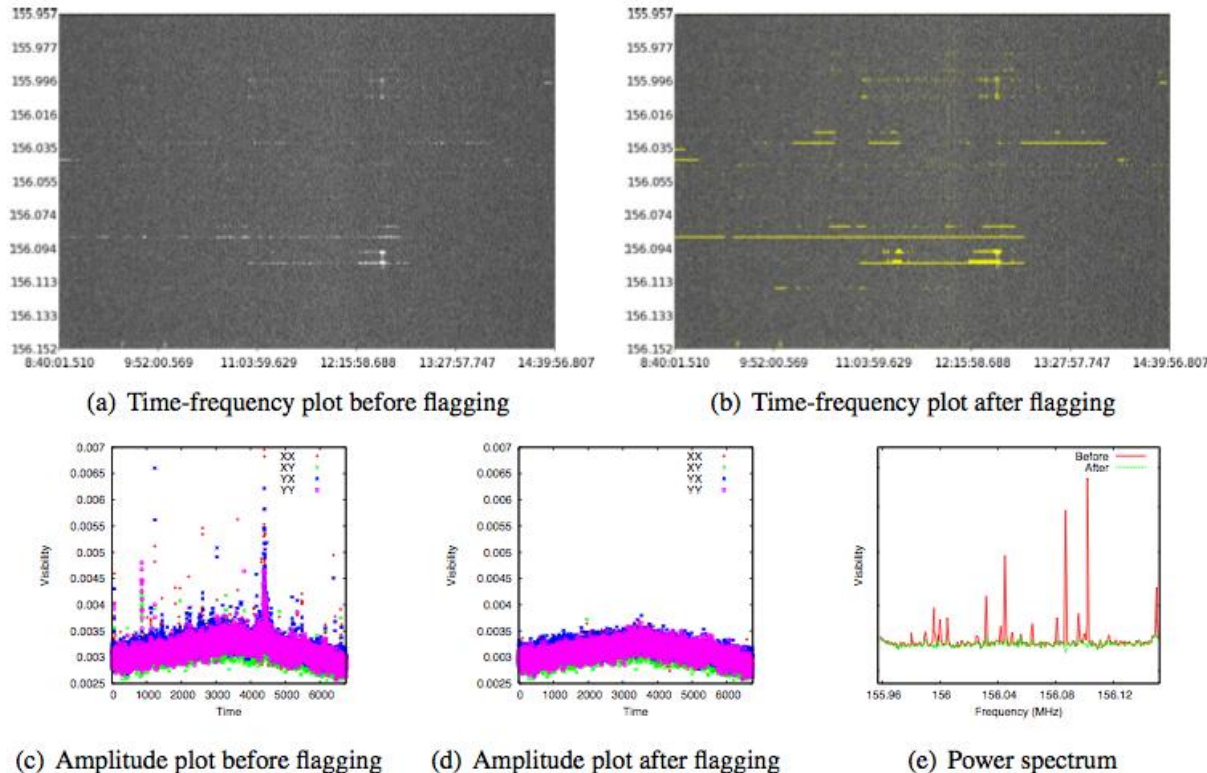 155.957
155.977
155.996
156.016
156.035
156.055
156.074
156.094
156.113
156.133
156.152
8:40:01.510 9:52:00.569 11:03:59.629 12:15:58.688 13:27:57.747 14:39:56.807
(a) Time-frequency plot before flagging
155.957
155.977
155.996
156.016
156.035
156.055
156.074
156.094
156.113
156.133
156.152
8:40:01.510 9:52:00.569 11:03:59.629 12:15:58.688 13:27:57.747 14:39:56.807
(b) Time-frequency plot after flagging
0.007
0.0065
0.006
0.0055
0.005
0.0045
0.004
0.0035
0.003
0.0025
Visibility
XX
XY
YX
YY
0 1000 2000 3000 4000 5000 6000
Time
(c) Amplitude plot before flagging
0.007
0.0065
0.006
0.0055
0.005
0.0045
0.004
0.0035
0.003
0.0025
Visibility
XX
XY
YX
YY
0 1000 2000 3000 4000 5000 6000
Time
(d) Amplitude plot after flagging
Visibility
Before
After
155.96 156 156.04 156.08 156.12
Frequency (MHz)
(e) Power spectrum